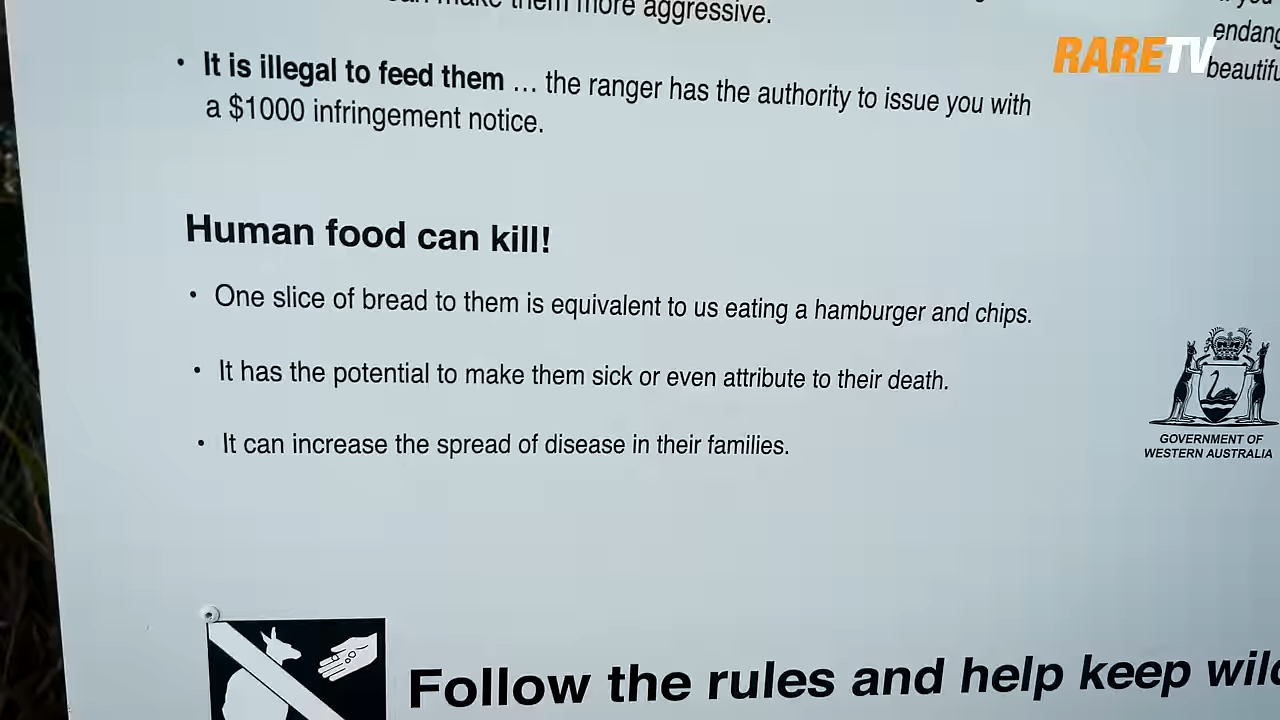 make them more aggressive.
endang
beautifu
RARETV
• It is illegal to feed them ... the ranger has the authority to issue you with
a $1000 infringement notice.
Human food can kill!
• One slice of bread to them is equivalent to us eating a hamburger and chips.
• It has the potential to make them sick or even attribute to their death.
• It can increase the spread of disease in their families.
GOVERNMENT OF
WESTERN AUSTRALIA
Follow the rules and help keep wild